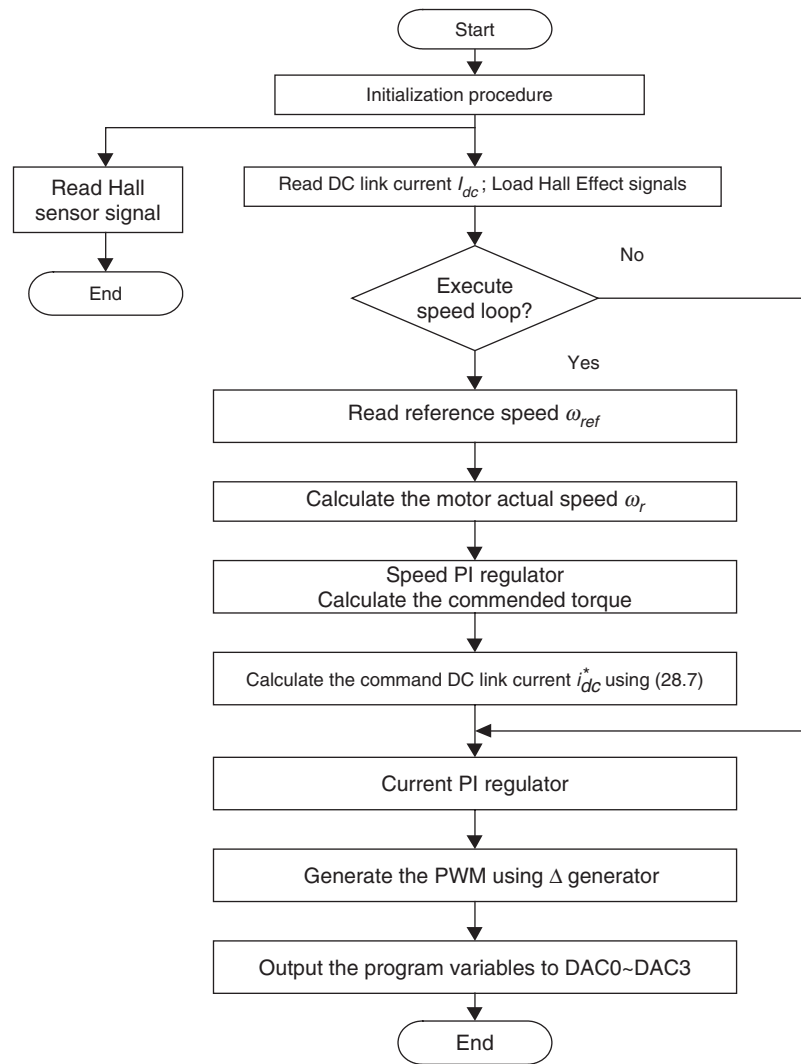 Start
Initialization procedure
Read Hall
sensor signal
Read DC link current I_dc; Load Hall Effect signals
End
Execute
speed loop?
No
Yes
Read reference speed ω_ref
Calculate the motor actual speed ω_r
Speed PI regulator
Calculate the commended torque
Calculate the command DC link current i*_dc using (28.7)
Current PI regulator
Generate the PWM using Δ generator
Output the program variables to DAC0~DAC3
End